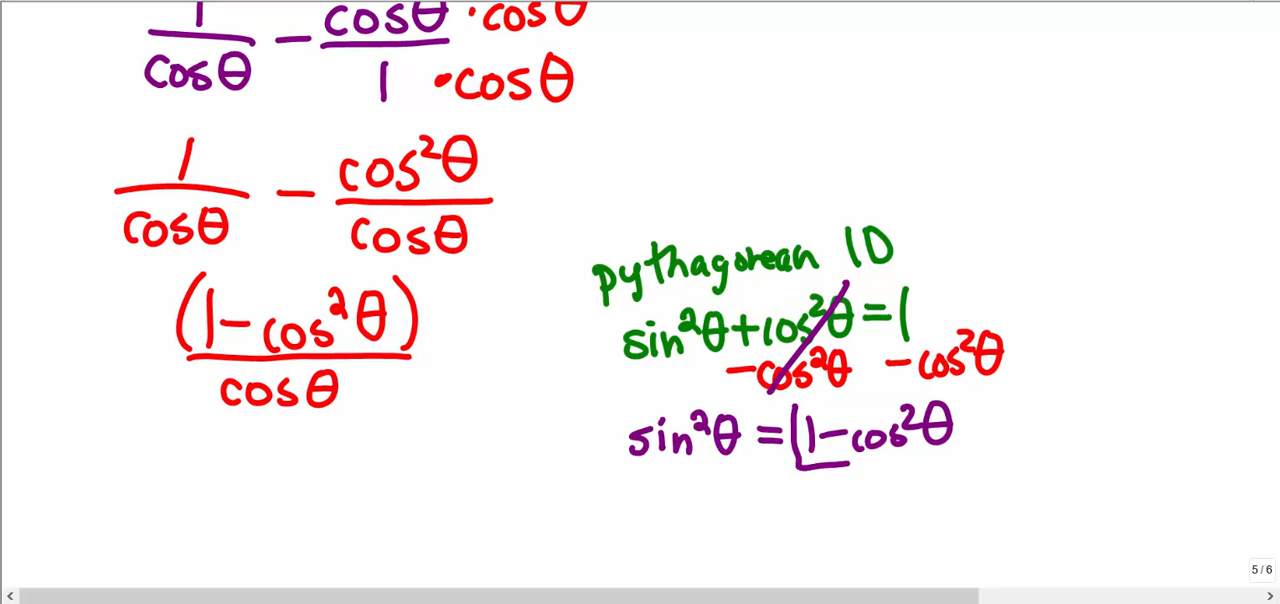 1/cosθ − cosθ/1 · cosθ/· cosθ
1/cosθ − cos²θ/cosθ
(1 − cos²θ)/cosθ
pythagorean ID
sin²θ + cos²θ = 1
− cos²θ − cos²θ
sin²θ = 1 − cos²θ
5 / 6